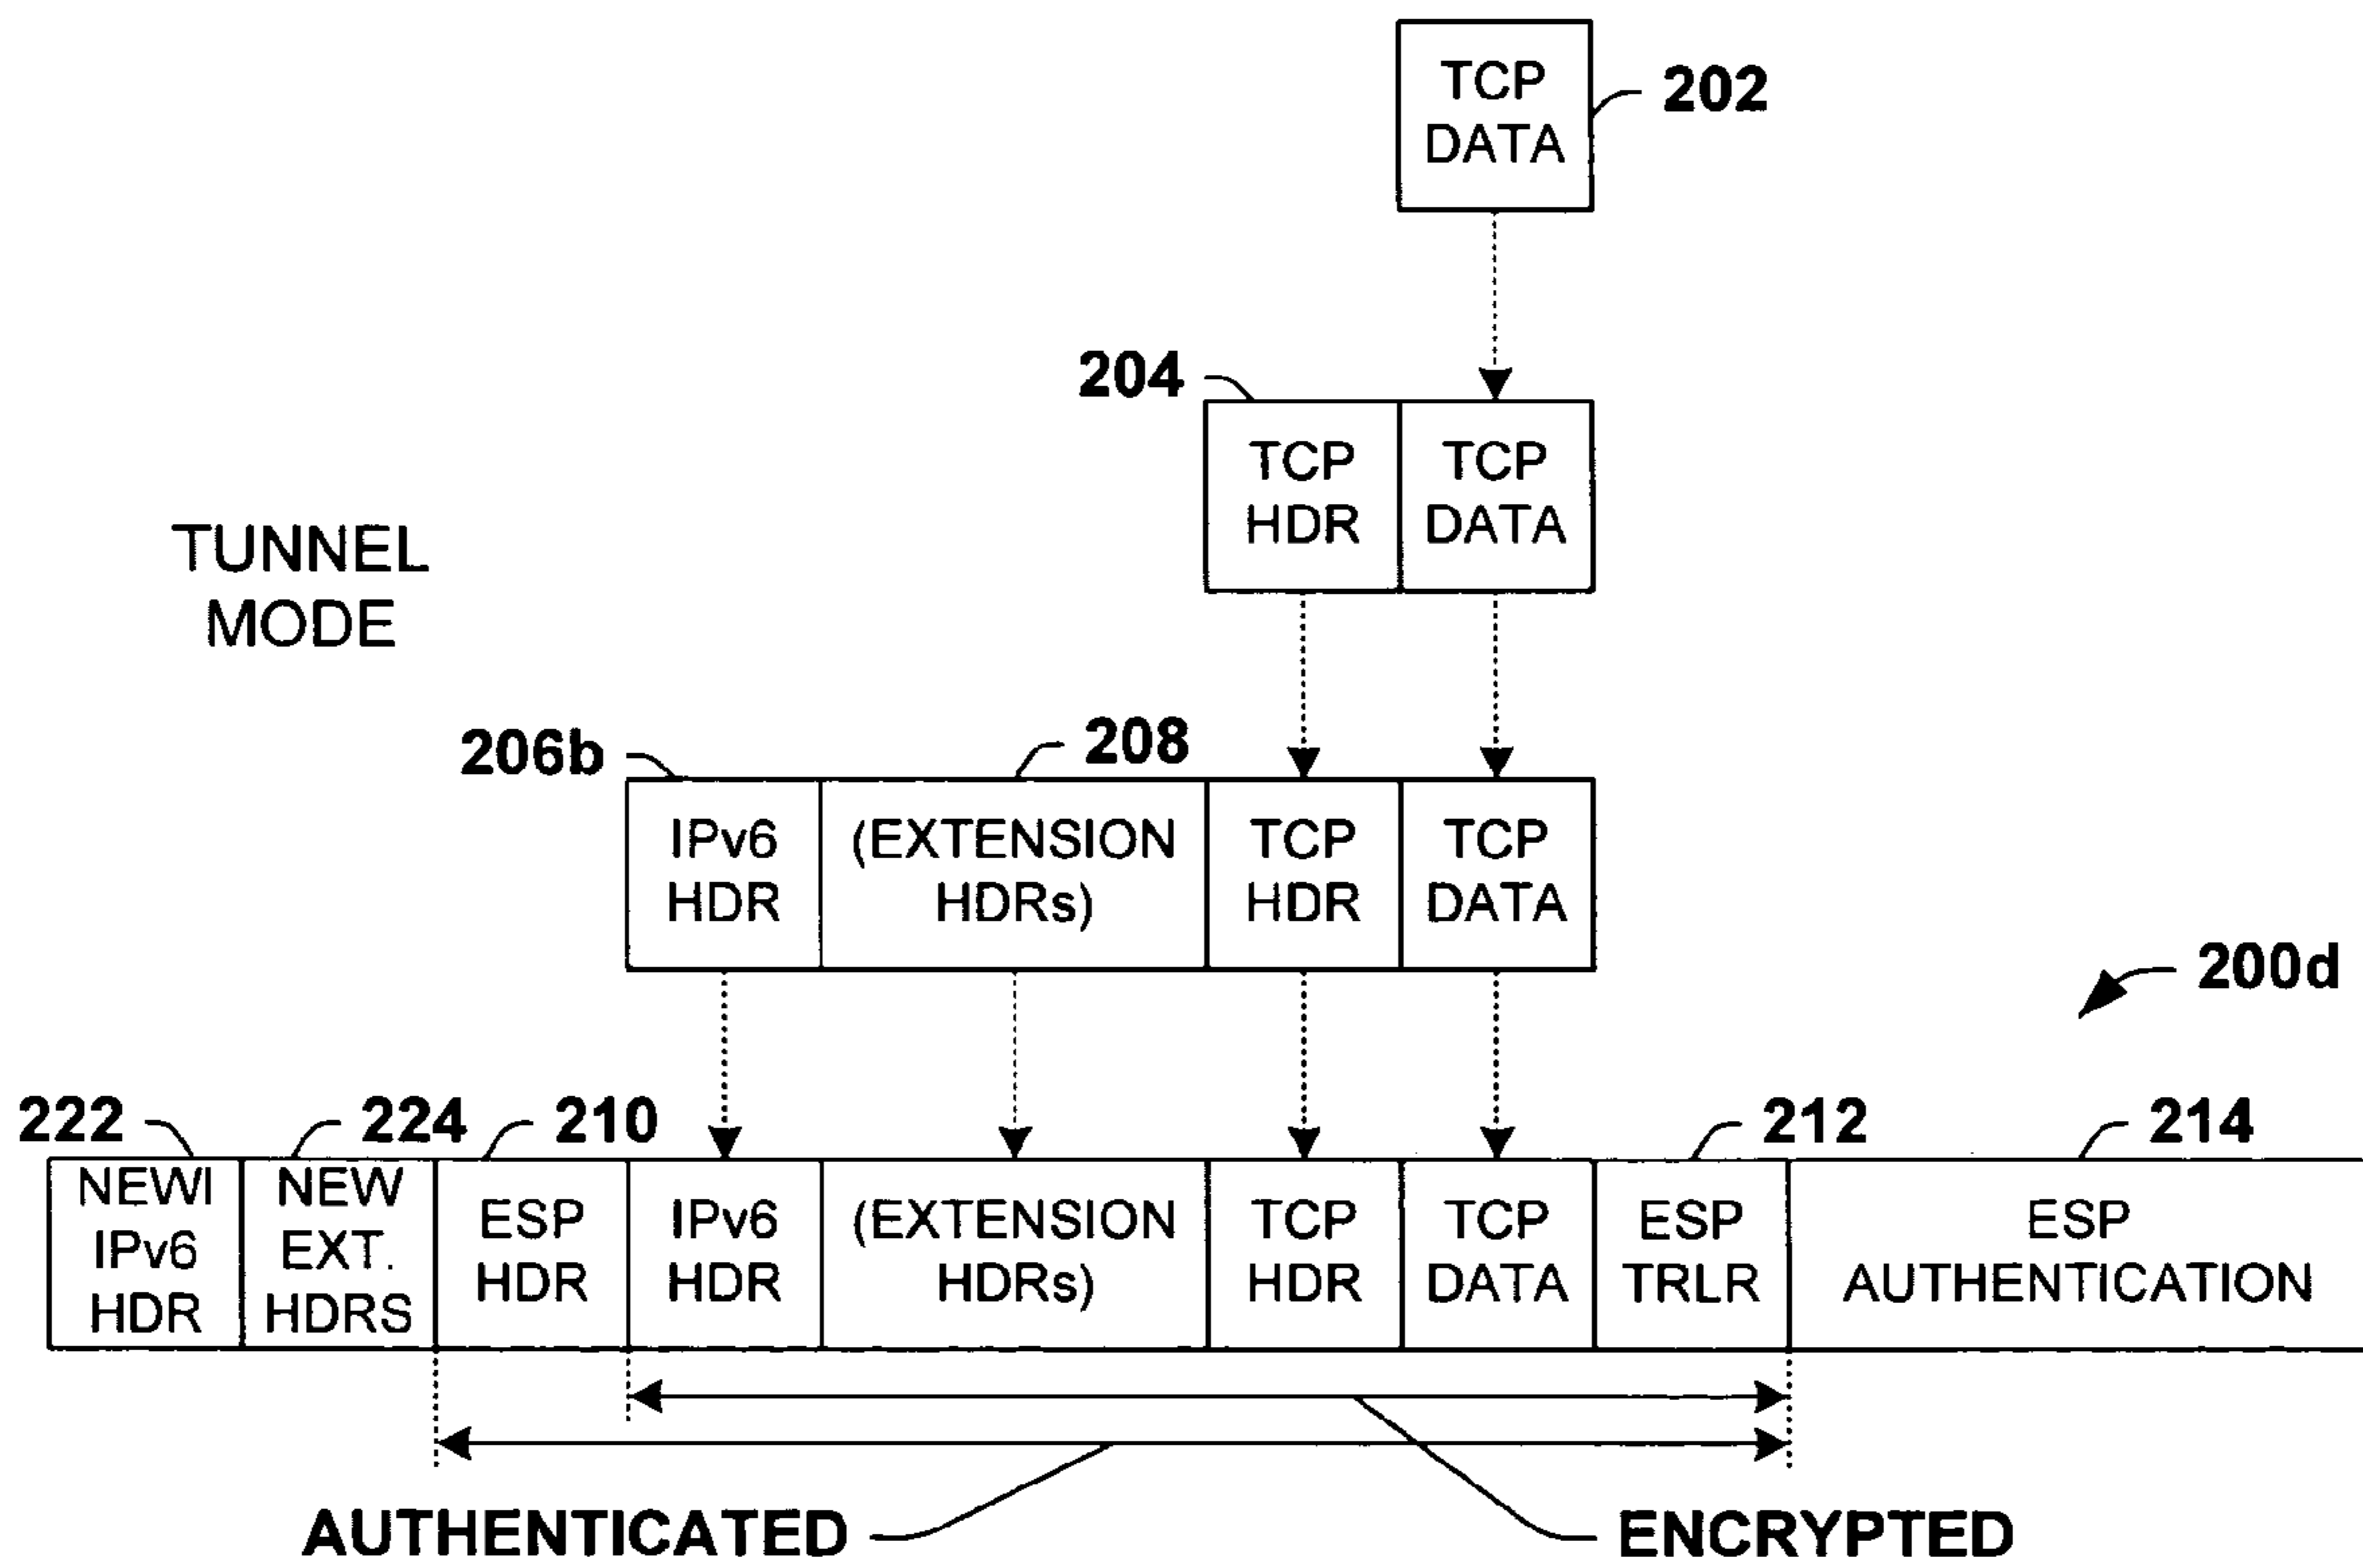 TCP
DATA
202
204
TCP
HDR
TCP
DATA
TUNNEL
MODE
206b
208
IPv6
HDR
(EXTENSION
HDRs)
TCP
HDR
TCP
DATA
200d
222
224
210
212
214
NEWI
IPv6
HDR
NEW
EXT.
HDRS
ESP
HDR
IPv6
HDR
(EXTENSION
HDRs)
TCP
HDR
TCP
DATA
ESP
TRLR
ESP
AUTHENTICATION
AUTHENTICATED
ENCRYPTED